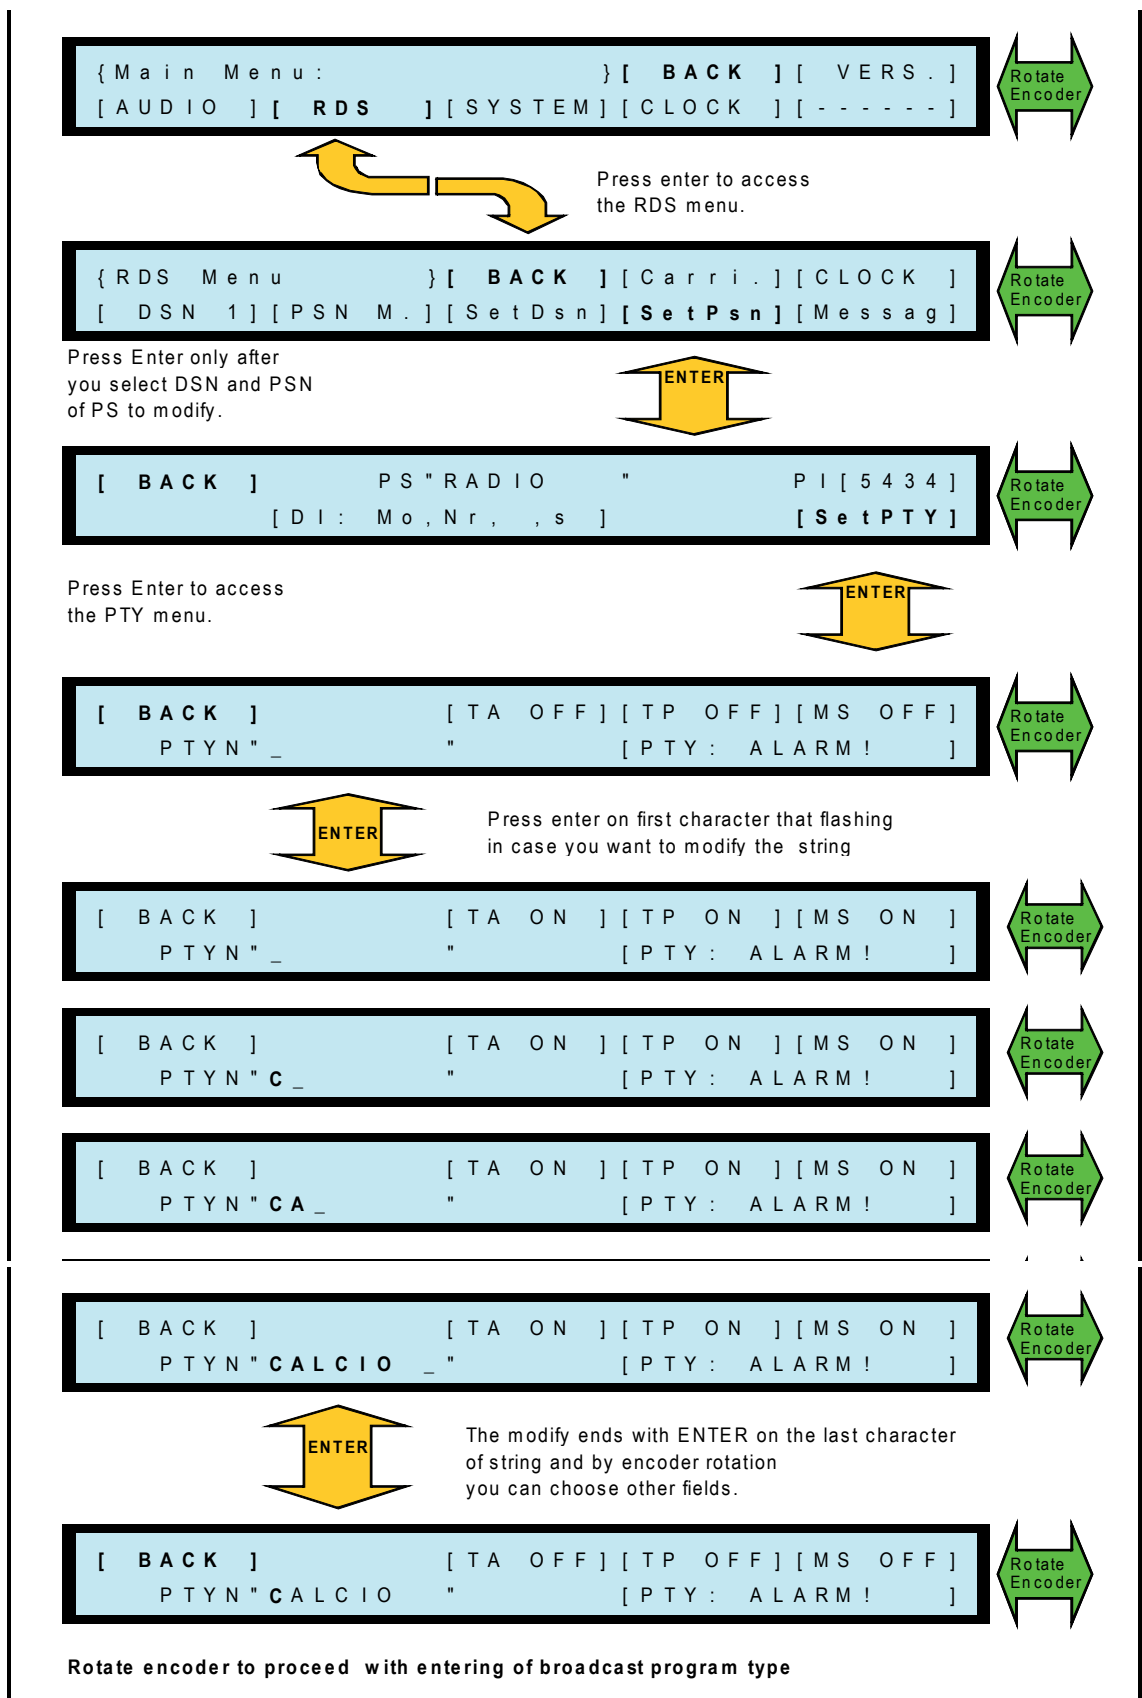 {Main Menu: }[ BACK ][ VERS.]
[AUDIO ][ RDS ][SYSTEM][CLOCK ][------]
Rotate
Encoder
Press enter to access
the RDS menu.
{RDS Menu }[ BACK ][Carri.][CLOCK ]
[ DSN 1][PSN M.][SetDsn][SetPsn][Messag]
Rotate
Encoder
Press Enter only after
you select DSN and PSN
of PS to modify.
ENTER
[ BACK ] PS"RADIO " PI[5434]
[DI: Mo,Nr, ,s ] [SetPTY]
Rotate
Encoder
Press Enter to access
the PTY menu.
ENTER
[ BACK ] [TA OFF][TP OFF][MS OFF]
PTYN"_ " [PTY: ALARM! ]
Rotate
Encoder
ENTER
Press enter on first character that flashing
in case you want to modify the string
[ BACK ] [TA ON ][TP ON ][MS ON ]
PTYN"_ " [PTY: ALARM! ]
Rotate
Encoder
[ BACK ] [TA ON ][TP ON ][MS ON ]
PTYN"C_ " [PTY: ALARM! ]
Rotate
Encoder
[ BACK ] [TA ON ][TP ON ][MS ON ]
PTYN"CA_ " [PTY: ALARM! ]
Rotate
Encoder
[ BACK ] [TA ON ][TP ON ][MS ON ]
PTYN"CALCIO _" [PTY: ALARM! ]
Rotate
Encoder
ENTER
The modify ends with ENTER on the last character
of string and by encoder rotation
you can choose other fields.
[ BACK ] [TA OFF][TP OFF][MS OFF]
PTYN"CALCIO " [PTY: ALARM! ]
Rotate
Encoder
Rotate encoder to proceed with entering of broadcast program type